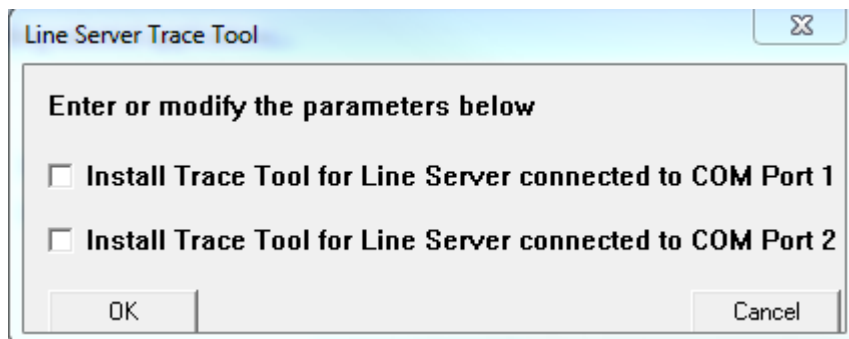 Line Server Trace Tool
Enter or modify the parameters below
Install Trace Tool for Line Server connected to COM Port 1
Install Trace Tool for Line Server connected to COM Port 2
OK
Cancel